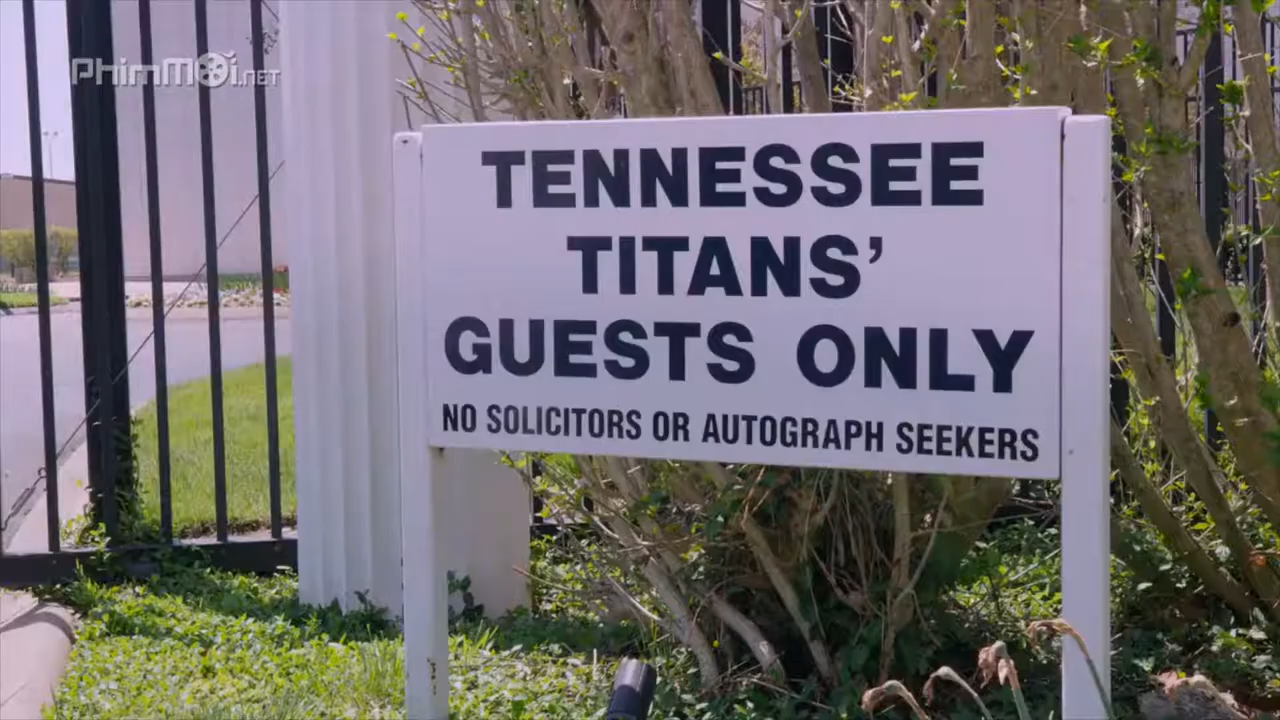 PHIMMOI.NET
TENNESSEE
TITANS'
GUESTS ONLY
NO SOLICITORS OR AUTOGRAPH SEEKERS